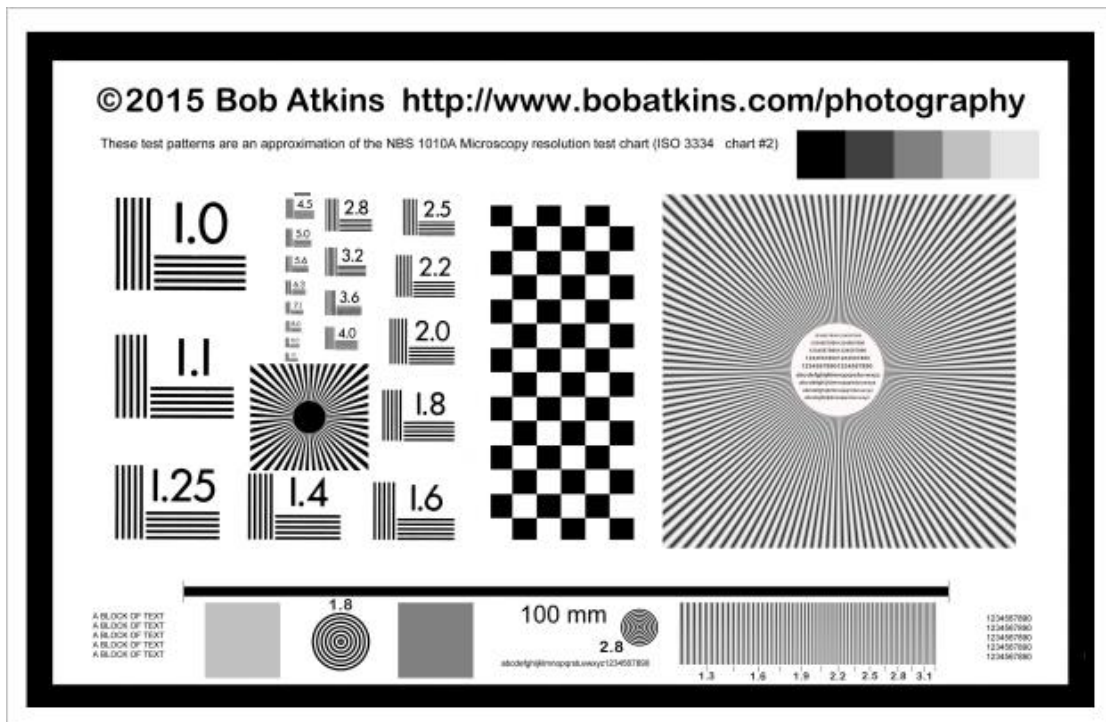 ©2015 Bob Atkins http://www.bobatkins.com/photography
These test patterns are an approximation of the NBS 1010A Microscopy resolution test chart (ISO 3334 chart #2)
1.0
4.5
2.8
2.5
5.0
3.2
2.2
5.6
6.3
3.6
7.1
4.0
2.0
1.1
1.8
1.25
1.4
1.6
12345678901234567890
12345678901234567890
A BLOCK OF TEXT
A BLOCK OF TEXT
A BLOCK OF TEXT
A BLOCK OF TEXT
A BLOCK OF TEXT
1.8
100 mm
2.8
abcdefghijklmnopqrstuvwxyz1234567890
1.3 1.6 1.9 2.2 2.5 2.8 3.1
1234567890
1234567890
1234567890
1234567890
1234567890